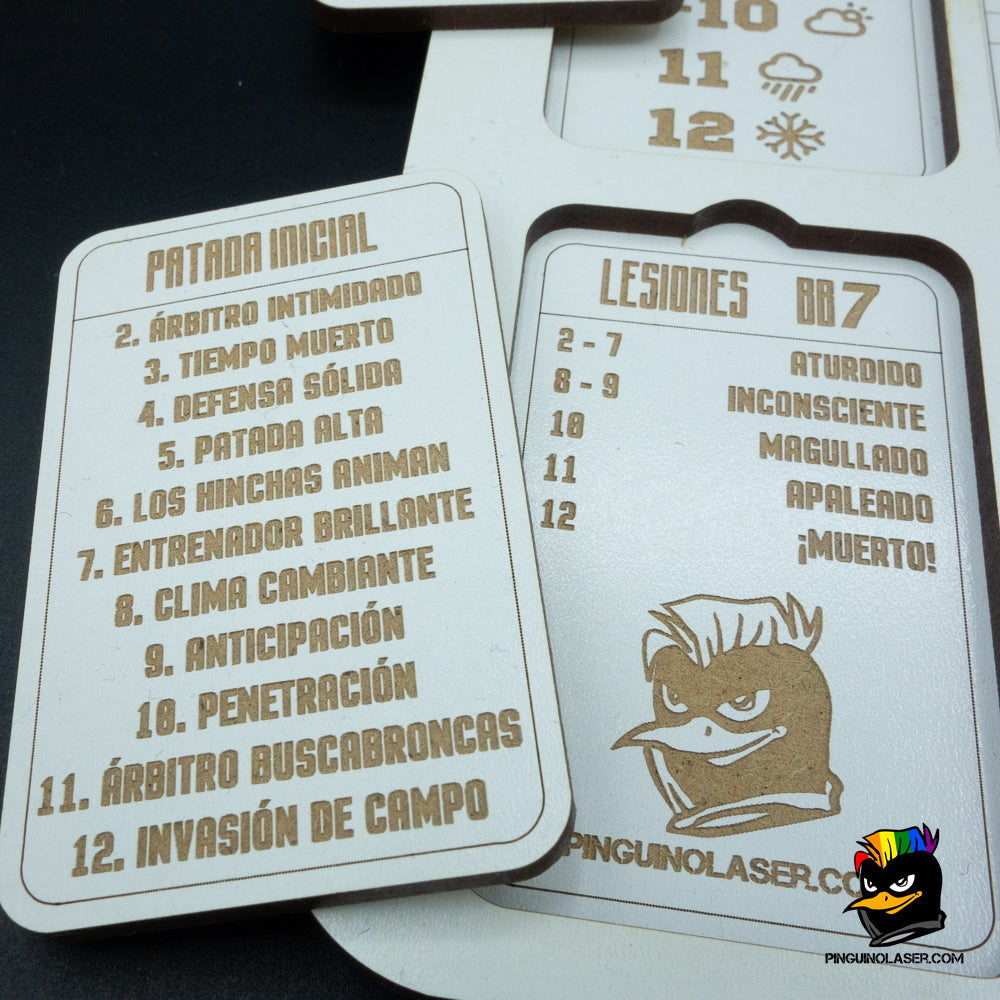 -10
11
12
PATADA INICIAL
2. ÁRBITRO INTIMIDADO
3. TIEMPO MUERTO
4. DEFENSA SÓLIDA
5. PATADA ALTA
6. LOS HINCHAS ANIMAN
7. ENTRENADOR BRILLANTE
8. CLIMA CAMBIANTE
9. ANTICIPACIÓN
10. PENETRACIÓN
11. ÁRBITRO BUSCABRONCAS
12. INVASIÓN DE CAMPO
LESIONES BB7
2 - 7 ATURDIDO
8 - 9 INCONSCIENTE
10 MAGULLADO
11 APALEADO
12 ¡MUERTO!
PINGUINOLASER.CO
PINGUINOLASER.COM